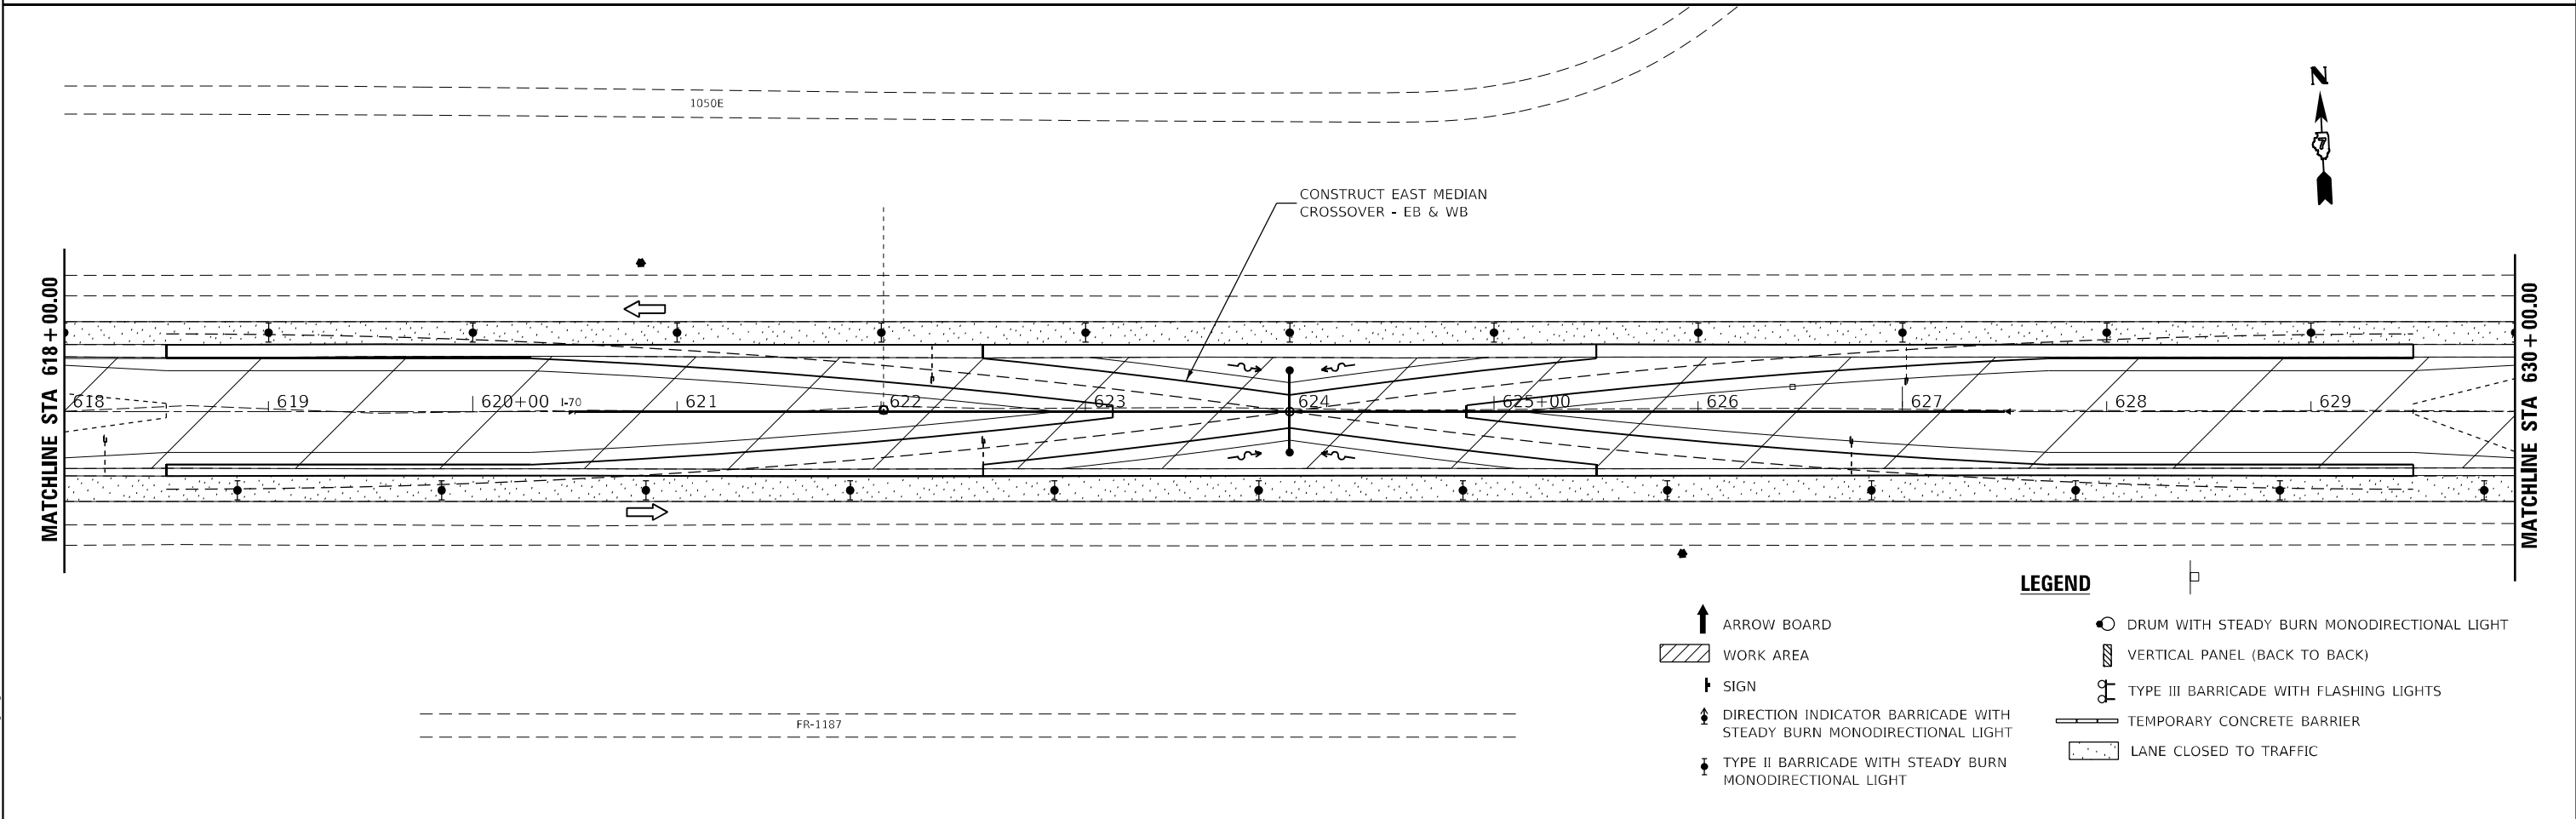 1050E
N
7
CONSTRUCT EAST MEDIAN
CROSSOVER - EB & WB
MATCHLINE STA 618+00.00
618
619
620+00
I-70
621
622
623
624
625+00
626
627
628
629
MATCHLINE STA 630+00.00
FR-1187
LEGEND
ARROW BOARD
WORK AREA
SIGN
DIRECTION INDICATOR BARRICADE WITH
STEADY BURN MONODIRECTIONAL LIGHT
TYPE II BARRICADE WITH STEADY BURN
MONODIRECTIONAL LIGHT
DRUM WITH STEADY BURN MONODIRECTIONAL LIGHT
VERTICAL PANEL (BACK TO BACK)
TYPE III BARRICADE WITH FLASHING LIGHTS
TEMPORARY CONCRETE BARRIER
LANE CLOSED TO TRAFFIC